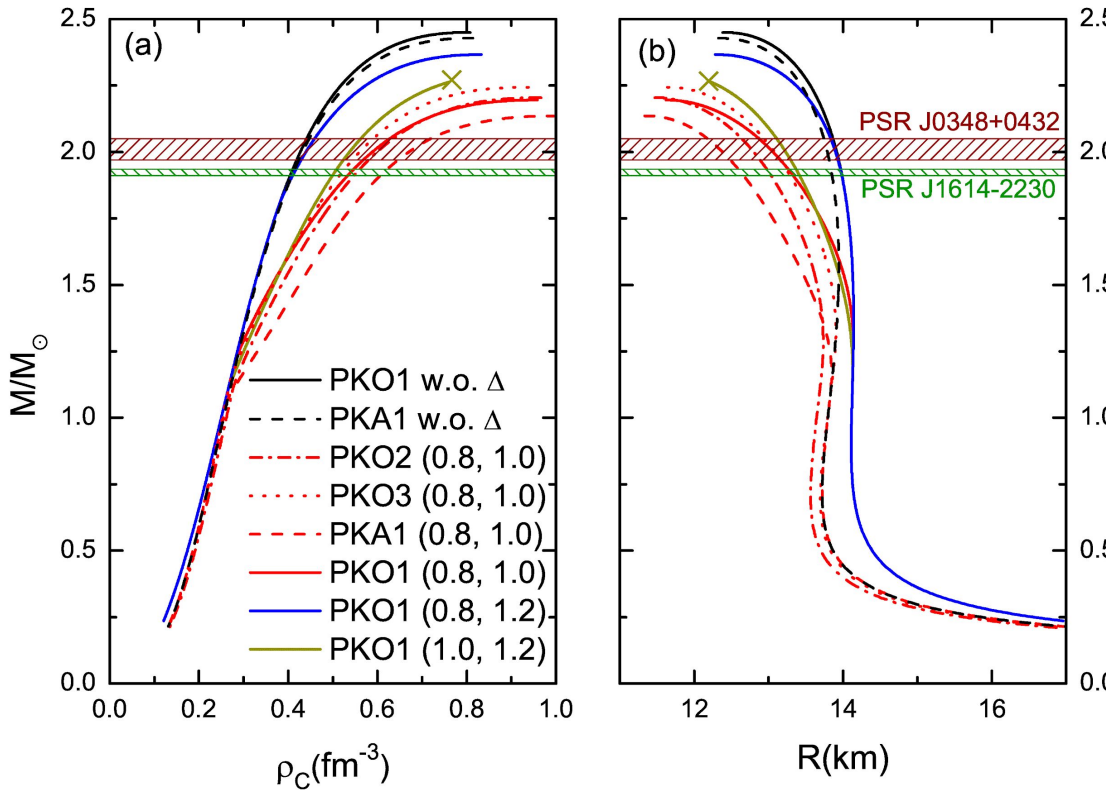 (a)
(b)
2.5
2.0
1.5
1.0
0.5
0.0
M/M⊙
PKO1 w.o. Δ
PKA1 w.o. Δ
PKO2 (0.8, 1.0)
PKO3 (0.8, 1.0)
PKA1 (0.8, 1.0)
PKO1 (0.8, 1.0)
PKO1 (0.8, 1.2)
PKO1 (1.0, 1.2)
0.0 0.2 0.4 0.6 0.8 1.0
ρC(fm⁻³)
PSR J0348+0432
PSR J1614-2230
12 14 16
R(km)
2.5
2.0
1.5
1.0
0.5
0.0